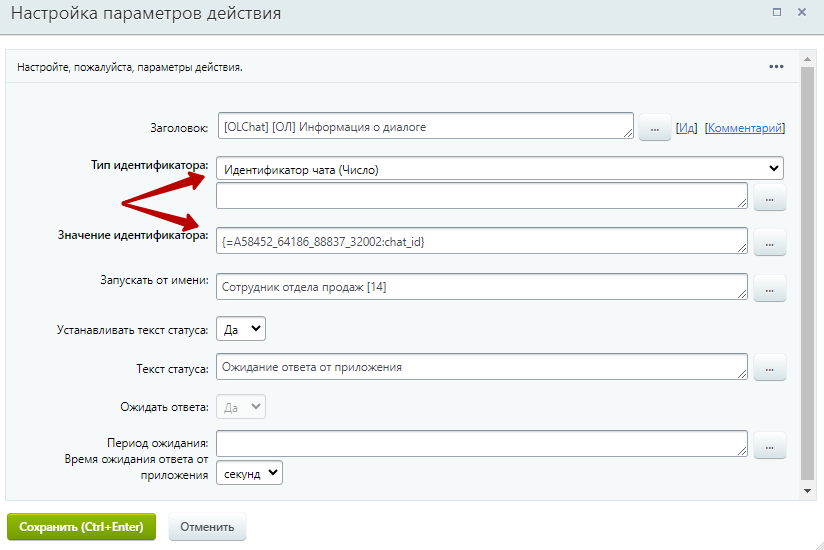 Настройка параметров действия
Настройте, пожалуйста, параметры действия.
Заголовок: [OLChat] [ОЛ] Информация о диалоге ... [Ид] [Комментарий]
Тип идентификатора: Идентификатор чата (Число)
...
Значение идентификатора: {=A58452_64186_88837_32002:chat_id} ...
Запускать от имени: Сотрудник отдела продаж [14] ...
Устанавливать текст статуса: Да
Текст статуса: Ожидание ответа от приложения ...
Ожидать ответа: Да
Период ожидания: ...
Время ожидания ответа от
приложения секунд
Сохранить (Ctrl+Enter) Отменить